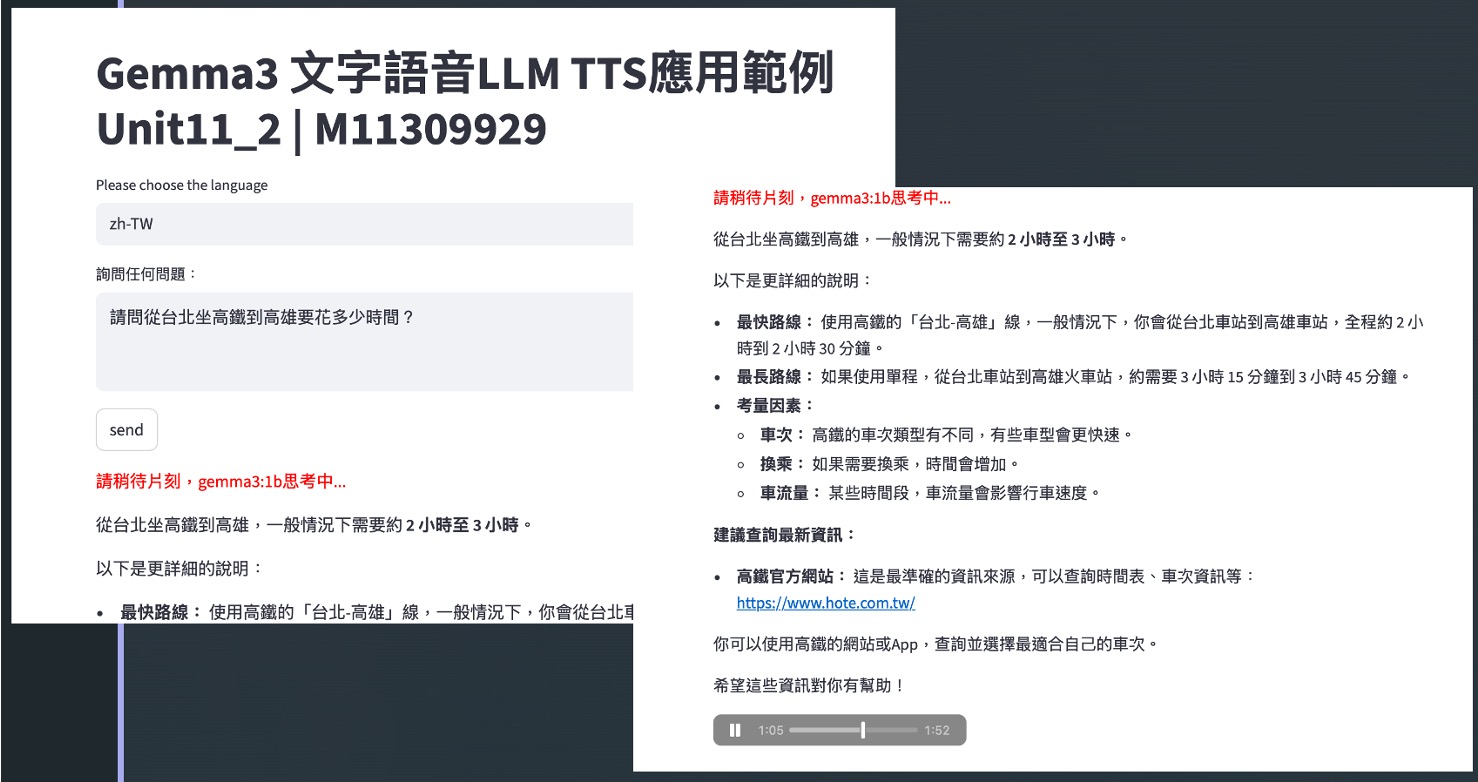 Gemma3 文字語音LLM TTS應用範例
Unit11_2 | M11309929
Please choose the language
zh-TW
詢問任何問題：
請問從台北坐高鐵到高雄要花多少時間？
send
請稍待片刻，gemma3:1b思考中...
從台北坐高鐵到高雄，一般情況下需要約 2 小時至 3 小時。
以下是更詳細的說明：
• 最快路線： 使用高鐵的「台北-高雄」線，一般情況下，你會從台北車
請稍待片刻，gemma3:1b思考中...
從台北坐高鐵到高雄，一般情況下需要約 2 小時至 3 小時。
以下是更詳細的說明：
• 最快路線： 使用高鐵的「台北-高雄」線，一般情況下，你會從台北車站到高雄車站，全程約 2 小
時到 2 小時 30 分鐘。
• 最長路線： 如果使用單程，從台北車站到高雄火車站，約需要 3 小時 15 分鐘到 3 小時 45 分鐘。
• 考量因素：
○ 車次： 高鐵的車次類型有不同，有些車型會更快速。
○ 換乘： 如果需要換乘，時間會增加。
○ 車流量： 某些時間段，車流量會影響行車速度。
建議查詢最新資訊：
• 高鐵官方網站： 這是最準確的資訊來源，可以查詢時間表、車次資訊等：
https://www.hote.com.tw/
你可以使用高鐵的網站或App，查詢並選擇最適合自己的車次。
希望這些資訊對你有幫助！
1:05 1:52